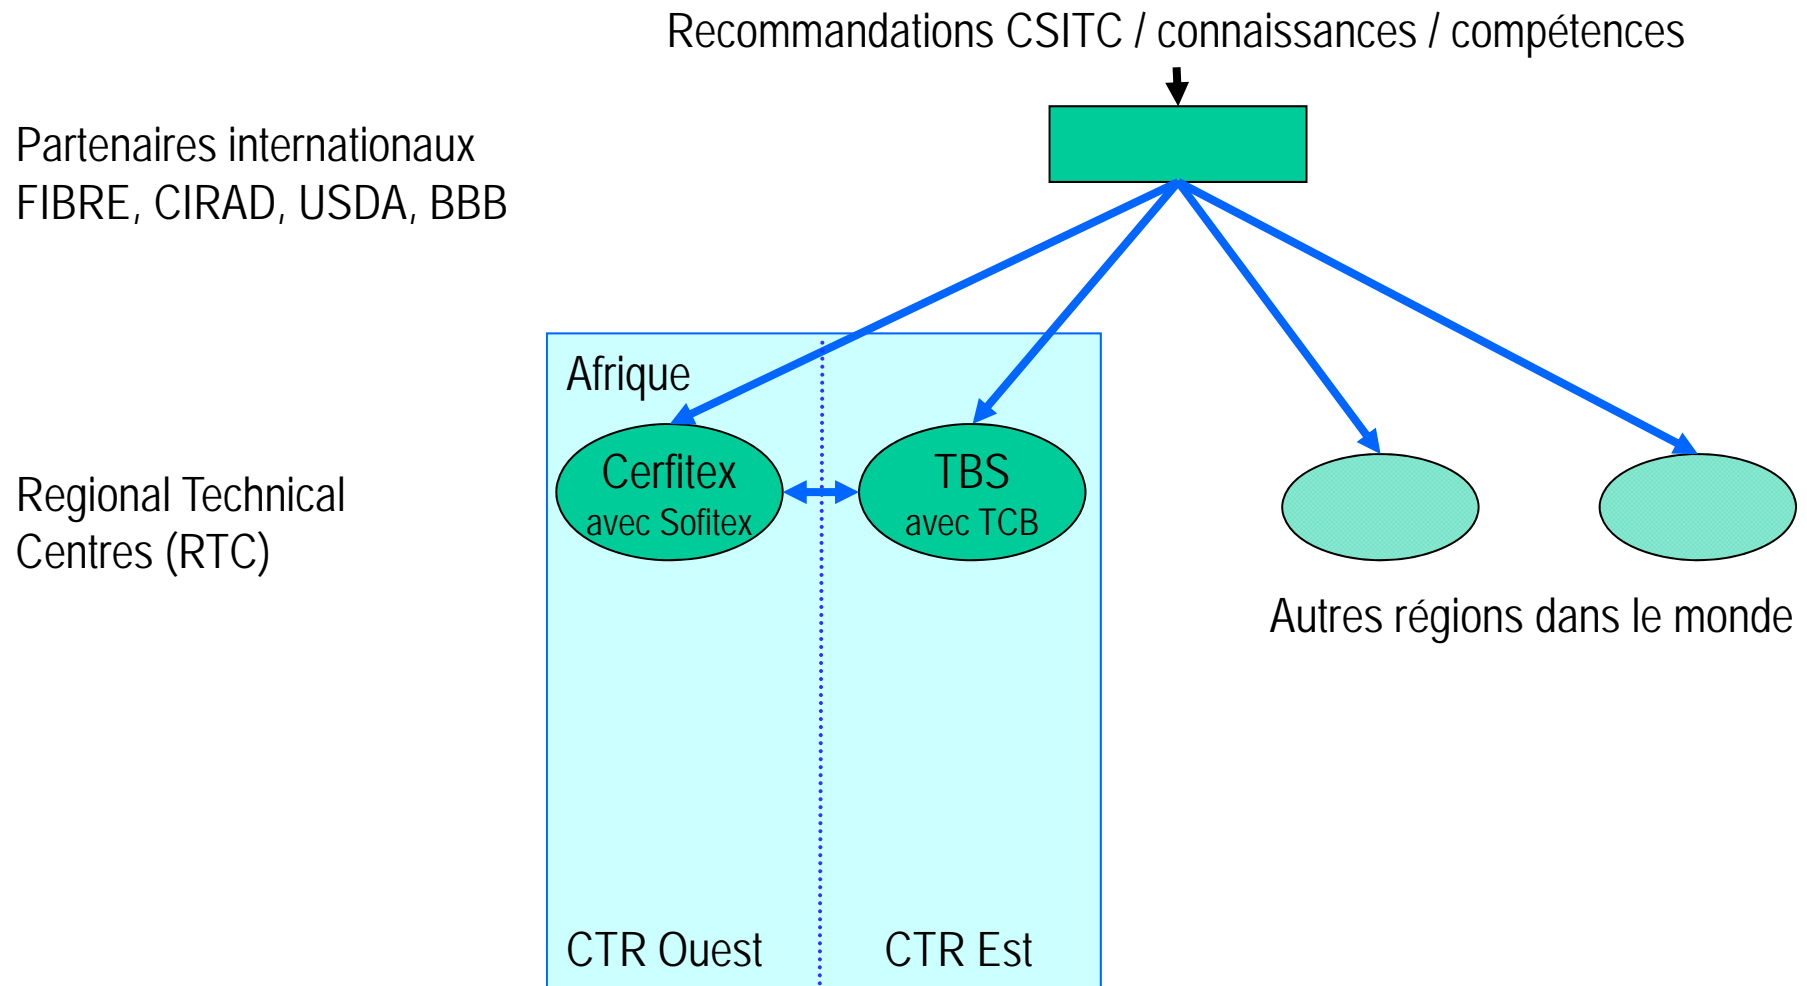 Recommandations CSITC / connaissances / compétences
Partenaires internationaux
FIBRE, CIRAD, USDA, BBB
Afrique
Cerfitex
avec Sofitex
TBS
avec TCB
Regional Technical
Centres (RTC)
Autres régions dans le monde
CTR Ouest
CTR Est